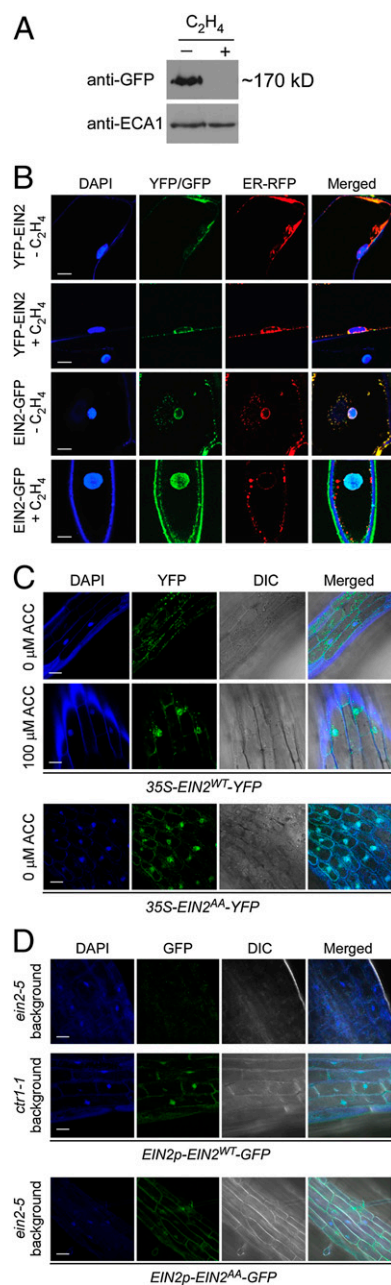 A
C₂H₄
− +
anti-GFP ~170 kD
anti-ECA1
B
DAPI YFP/GFP ER-RFP Merged
YFP-EIN2 - C₂H₄
YFP-EIN2 + C₂H₄
EIN2-GFP - C₂H₄
EIN2-GFP + C₂H₄
C
DAPI YFP DIC Merged
0 µM ACC
100 µM ACC
35S-EIN2ᵂᵀ-YFP
0 µM ACC
35S-EIN2ᴬᴬ-YFP
D
DAPI GFP DIC Merged
ein2-5 background
ctr1-1 background
EIN2p-EIN2ᵂᵀ-GFP
ein2-5 background
EIN2p-EIN2ᴬᴬ-GFP